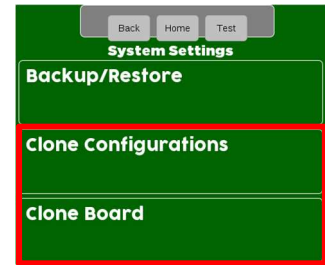 Back Home Test
System Settings
Backup/Restore
Clone Configurations
Clone Board